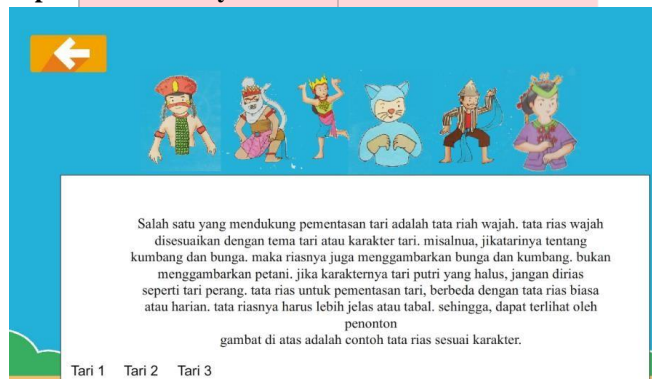 Salah satu yang mendukung pementasan tari adalah tata riah wajah. tata rias wajah
disesuaikan dengan tema tari atau karakter tari. misalnua, jikatarinya tentang
kumbang dan bunga. maka riasnya juga menggambarkan bunga dan kumbang. bukan
menggambarkan petani. jika karakternya tari putri yang halus, jangan dirias
seperti tari perang. tata rias untuk pementasan tari, berbeda dengan tata rias biasa
atau harian. tata riasnya harus lebih jelas atau tabal. sehingga, dapat terlihat oleh
penonton
gambar di atas adalah contoh tata rias sesuai karakter.
Tari 1 Tari 2 Tari 3